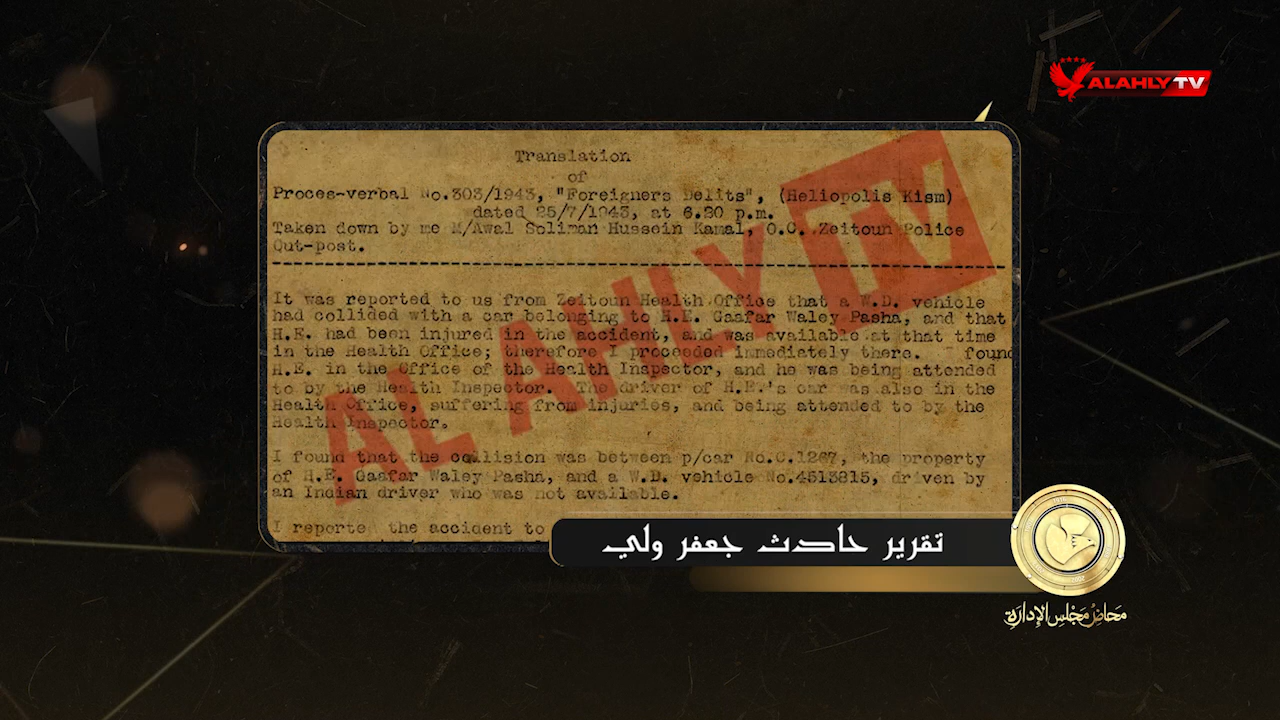 ALAHLY TV
Translation
of
Proces-verbal No.303/1943, "Foreigners Delits", (Heliopolis Kism)
dated 25/7/1943, at 6.20 p.m.
Taken down by me M/Awal Soliman Hussein Kamal, O.C. Zeitoun Police
Out-post.
It was reported to us from Zeitoun Health Office that a W.D. vehicle
had collided with a car belonging to H.E. Gaafar Waley Pasha, and that
H.E. had been injured in the accident, and was available at that time
in the Health Office; therefore I proceeded immediately there. found
H.E. in the Office of the Health Inspector, and he was being attended
to by the Health Inspector. The driver of H.E.'s car was also in the
Health Office, suffering from injuries, and being attended to by the
Health Inspector.
I found that the collision was between p/car No.C.1267, the property
of H.E. Gaafar Waley Pasha, and a W.D. vehicle No.4513815, driven by
an Indian driver who was not available.
I reporte the accident to
AL AHLY TV
تقرير حادث جعفر ولي
محاضر مجلس الإدارة